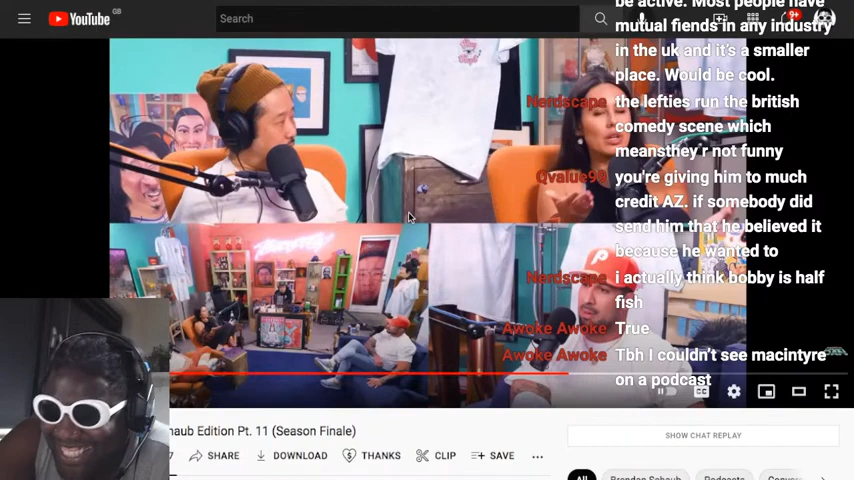 YouTube GB
Search
9+
be active. Most people have
mutual fiends in any industry
in the uk and it's a smaller
place. Would be cool.
Nerdscape the lefties run the british
comedy scene which
meansthey r not funny
Qvalue90 you're giving him to much
credit AZ. if somebody did
send him that he believed it
because he wanted to
Nerdscape i actually think bobby is half
fish
Awoke Awoke True
Awoke Awoke Tbh I couldn't see macintyre
on a podcast
haub Edition Pt. 11 (Season Finale)
7 SHARE DOWNLOAD THANKS CLIP SAVE
SHOW CHAT REPLAY
All Brendan Schaub Podcasts